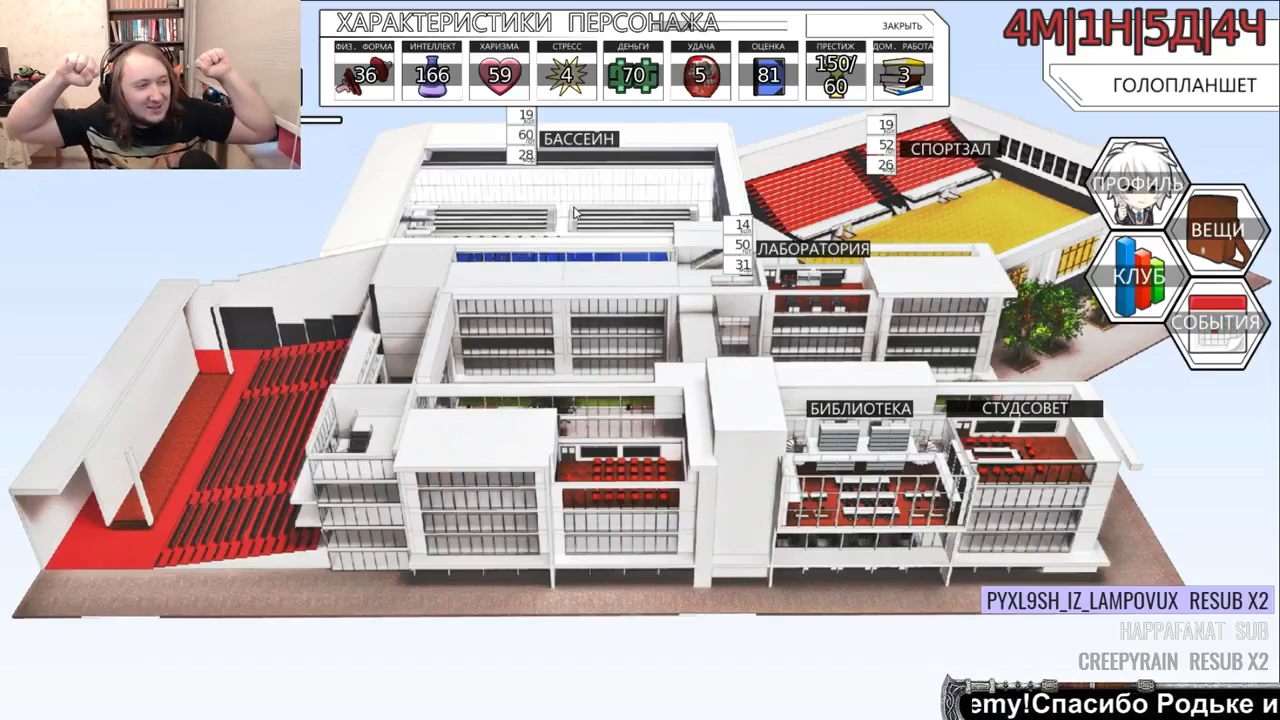 ХАРАКТЕРИСТИКИ ПЕРСОНАЖА
ЗАКРЫТЬ
ФИЗ. ФОРМА
36
ИНТЕЛЛЕКТ
166
ХАРИЗМА
59
СТРЕСС
4
ДЕНЬГИ
70
УДАЧА
5
ОЦЕНКА
81
ПРЕСТИЖ
150/
60
ДОМ. РАБОТА
3
4М|1Н|5Д|4Ч
ГОЛОПЛАНШЕТ
19
60
28
БАССЕИН
19
52
26
СПОРТЗАЛ
14
50
31
ЛАБОРАТОРИЯ
ПРОФИЛЬ
ВЕЩИ
КЛУБ
СОБЫТИЯ
БИБЛИОТЕКА
СТУДСОВЕТ
PYXL9SH_IZ_LAMPOVUX RESUB X2
HAPPAFANAT SUB
CREEPYRAIN RESUB X2
emy!Спасибо Родьке и